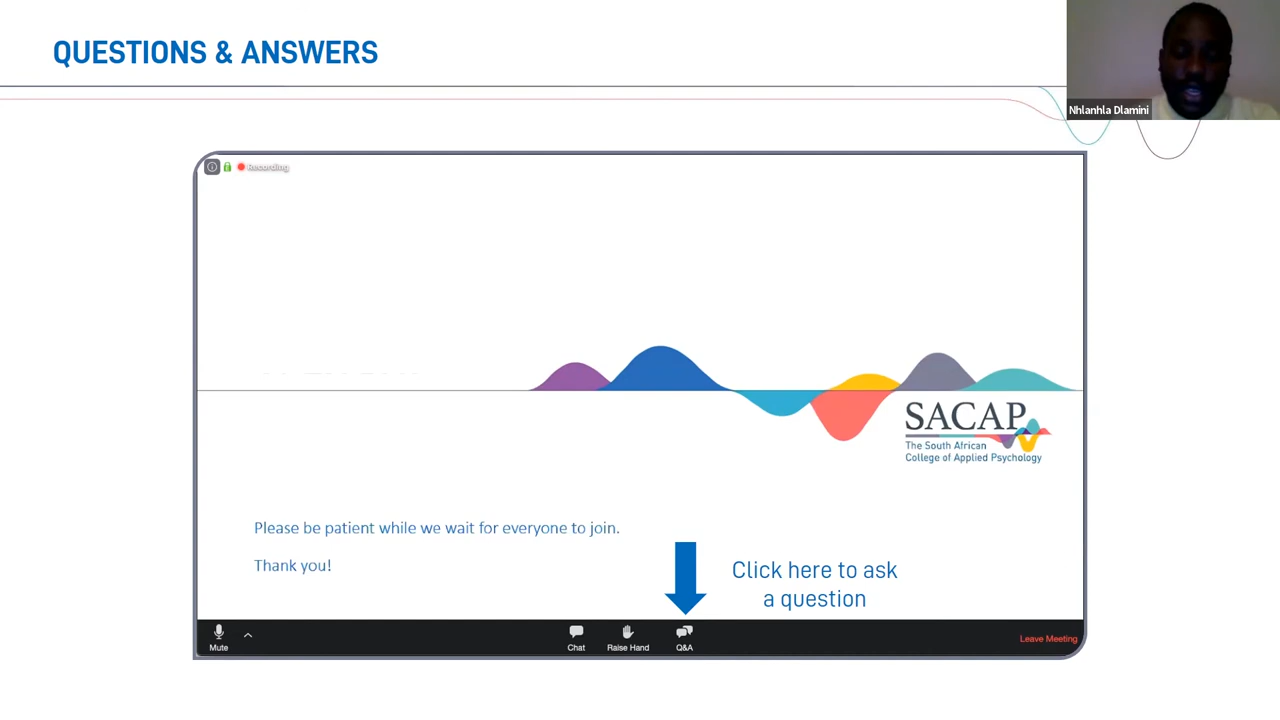 QUESTIONS & ANSWERS
Nhlanhla Dlamini
Recording
SACAP
The South African
College of Applied Psychology
Please be patient while we wait for everyone to join.
Thank you!
Click here to ask
a question
Mute
Chat
Raise Hand
Q&A
Leave Meeting